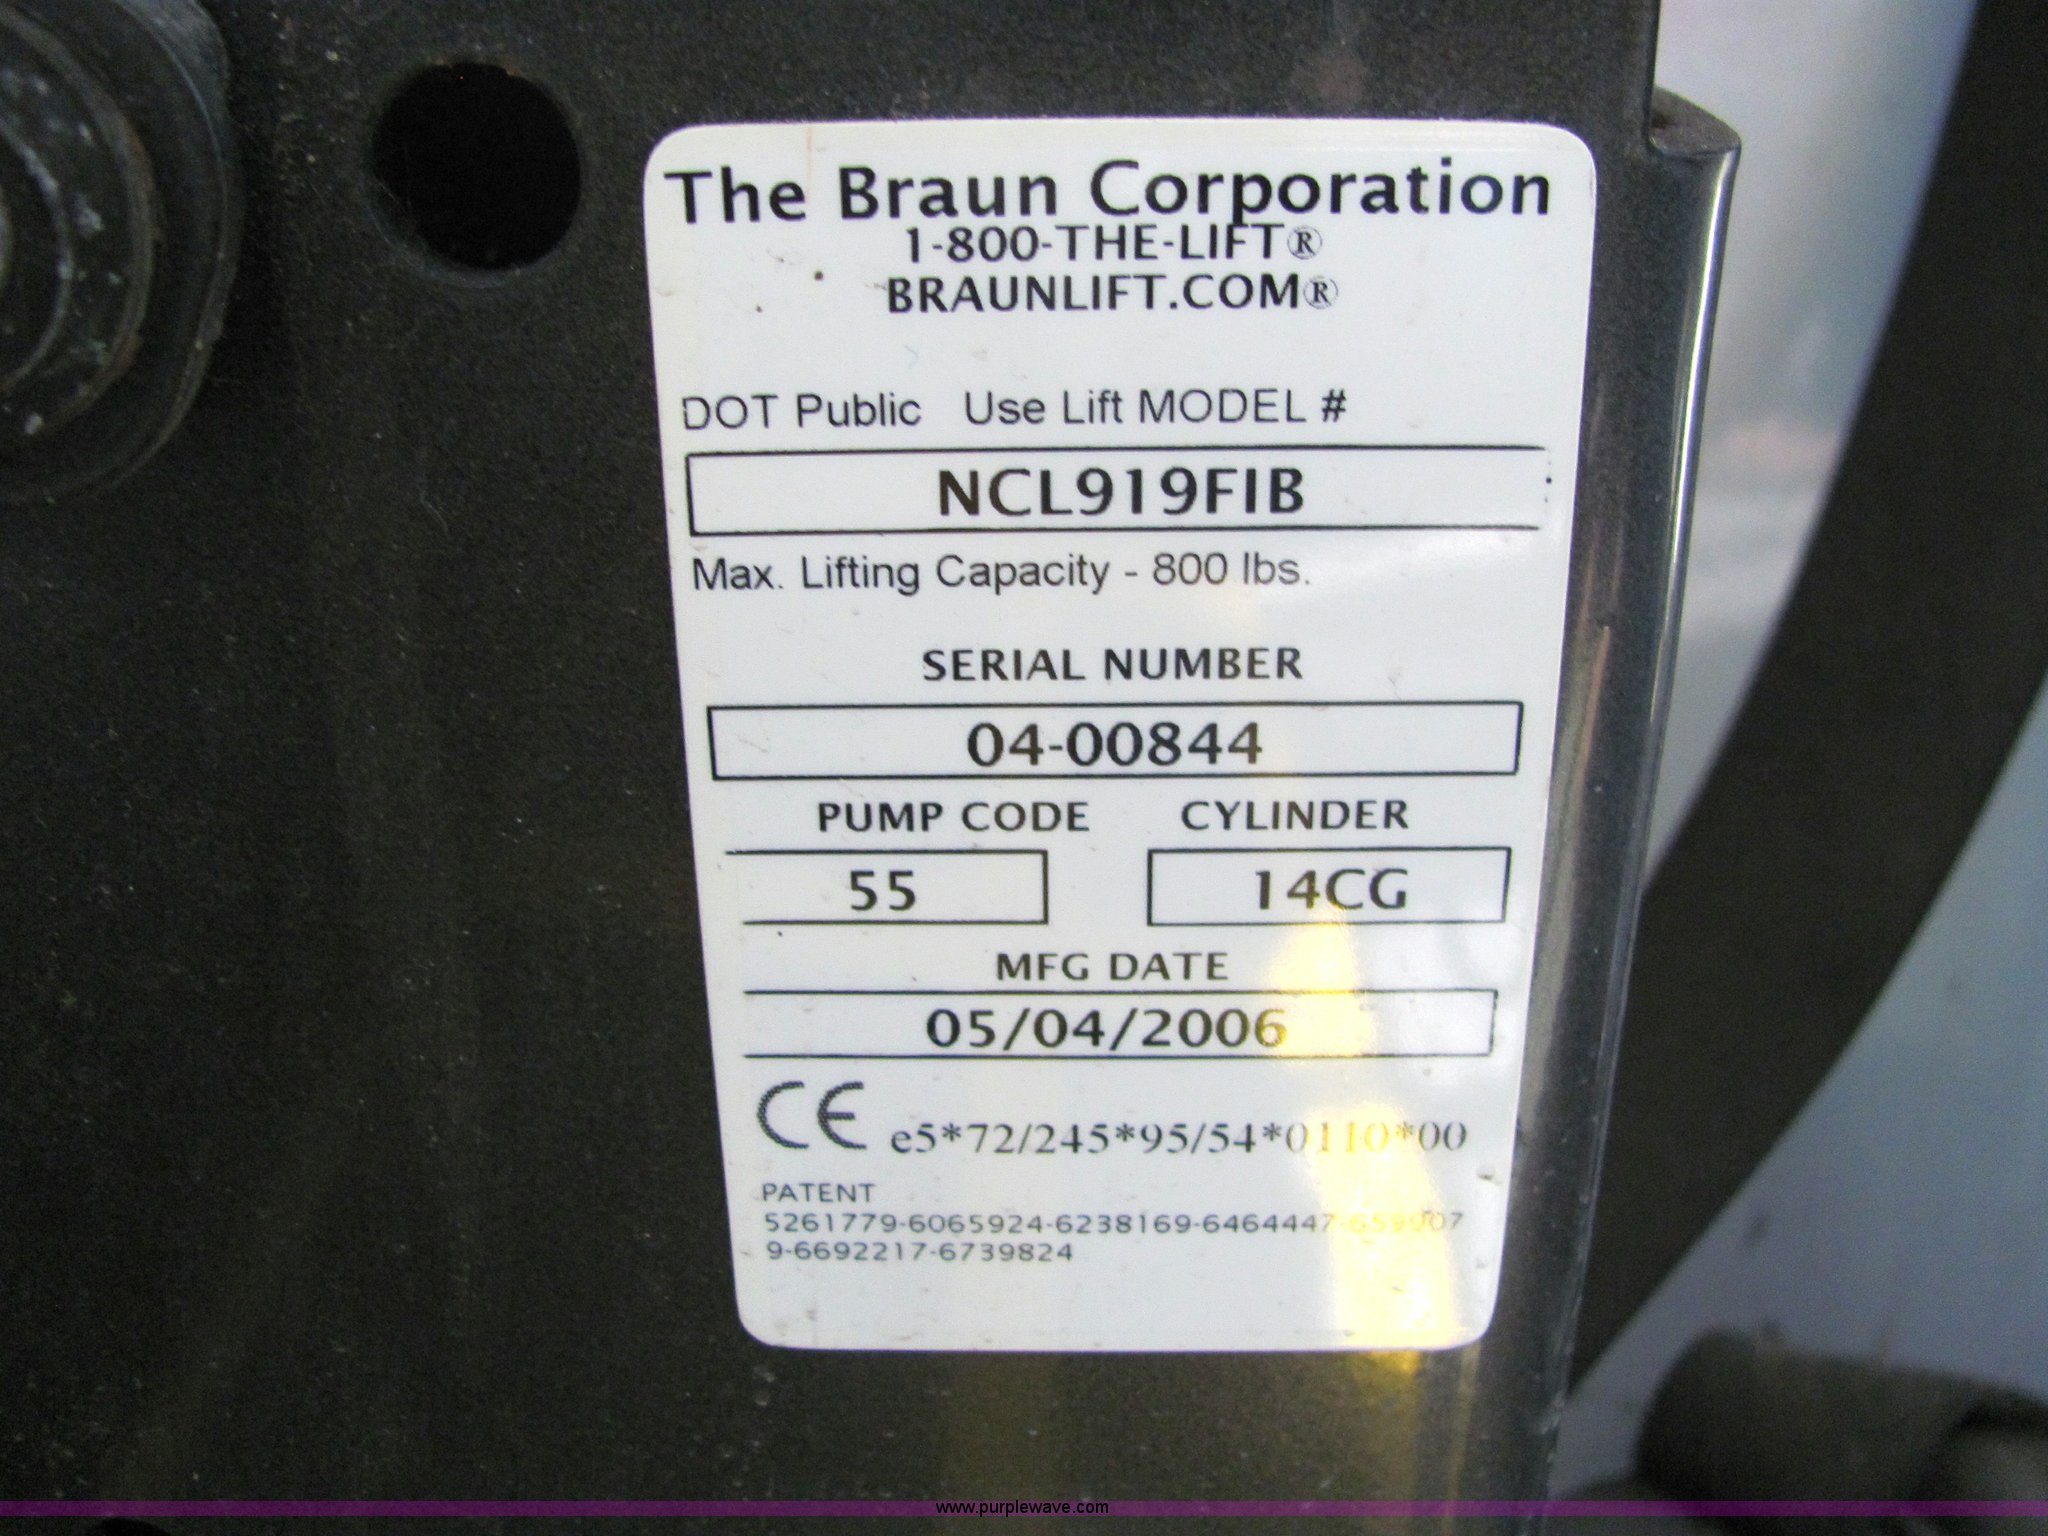 The Braun Corporation
1-800-THE-LIFT®
BRAUNLIFT.COM®
DOT Public Use Lift MODEL #
NCL919FIB
Max. Lifting Capacity - 800 lbs.
SERIAL NUMBER
04-00844
PUMP CODE CYLINDER
55 14CG
MFG DATE
05/04/2006
CE e5*72/245*95/54*0110*00
PATENT
5261779-6065924-6238169-6464447-
9-6692217-6739824
www.purplewave.com